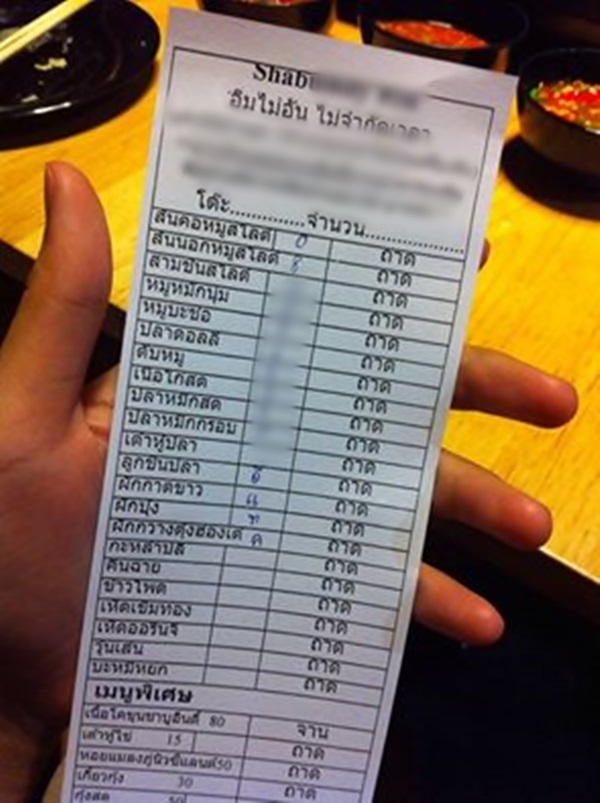 Shab
อิ่มไม่อั้น ไม่จำกัดเวลา
โต๊ะ..............จำนวน....................
สันคอหมูสไลด์ ถาด
สันนอกหมูสไลด์ ถาด
สามชั้นสไลด์ ถาด
หมูหมักนุ่ม ถาด
หมูบะช่อ ถาด
ปลาดอลลี่ ถาด
ตับหมู ถาด
เนื้อไก่สด ถาด
ปลาหมึกสด ถาด
ปลาหมึกกรอบ ถาด
เต้าหู้ปลา ถาด
ลูกชิ้นปลา ถาด
ผักกาดขาว ถาด
ผักบุ้ง ถาด
ผักกวางตุ้งฮ่องเต้ ถาด
กะหล่ำปลี ถาด
คื่นฉ่าย ถาด
ข้าวโพด ถาด
เห็ดเข็มทอง ถาด
เห็ดออรินจิ ถาด
วุ้นเส้น ถาด
บะหมี่หยก ถาด
เมนูพิเศษ
เนื้อโคขุนชาบูอินดี้ 80 จาน
เต้าหู้ไข่ 15 ถาด
หอยแมลงภู่นิวซีแลนด์50 ถาด
เกี๊ยวกุ้ง 30 ถาด
กุ้งสด 50 ถาด